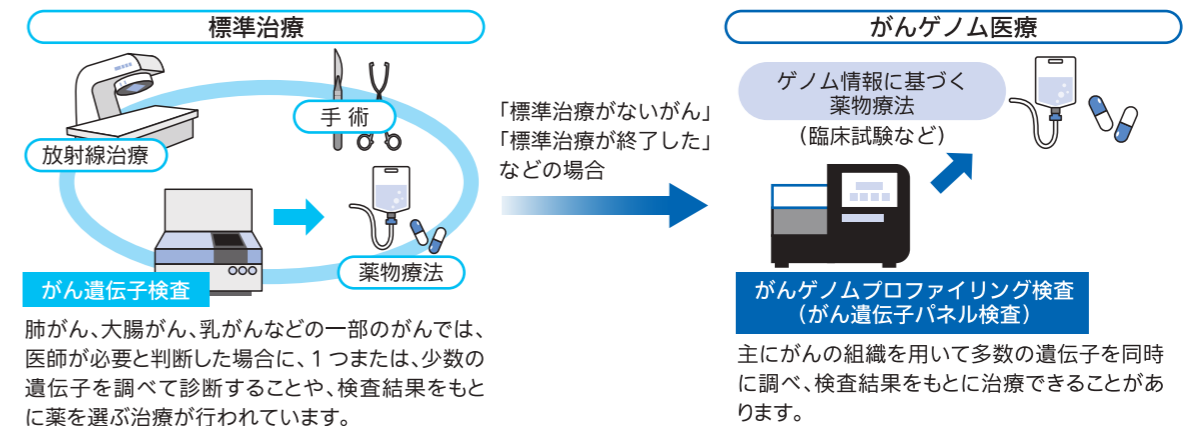 標準治療
手 術
放射線治療
薬物療法
がん遺伝子検査
肺がん、大腸がん、乳がんなどの一部のがんでは、
医師が必要と判断した場合に、1つまたは、少数の
遺伝子を調べて診断することや、検査結果をもと
に薬を選ぶ治療が行われています。
「標準治療がないがん」
「標準治療が終了した」
などの場合
がんゲノム医療
ゲノム情報に基づく
薬物療法
(臨床試験など)
がんゲノムプロファイリング検査
(がん遺伝子パネル検査)
主にがんの組織を用いて多数の遺伝子を同時
に調べ、検査結果をもとに治療できることがあ
ります。